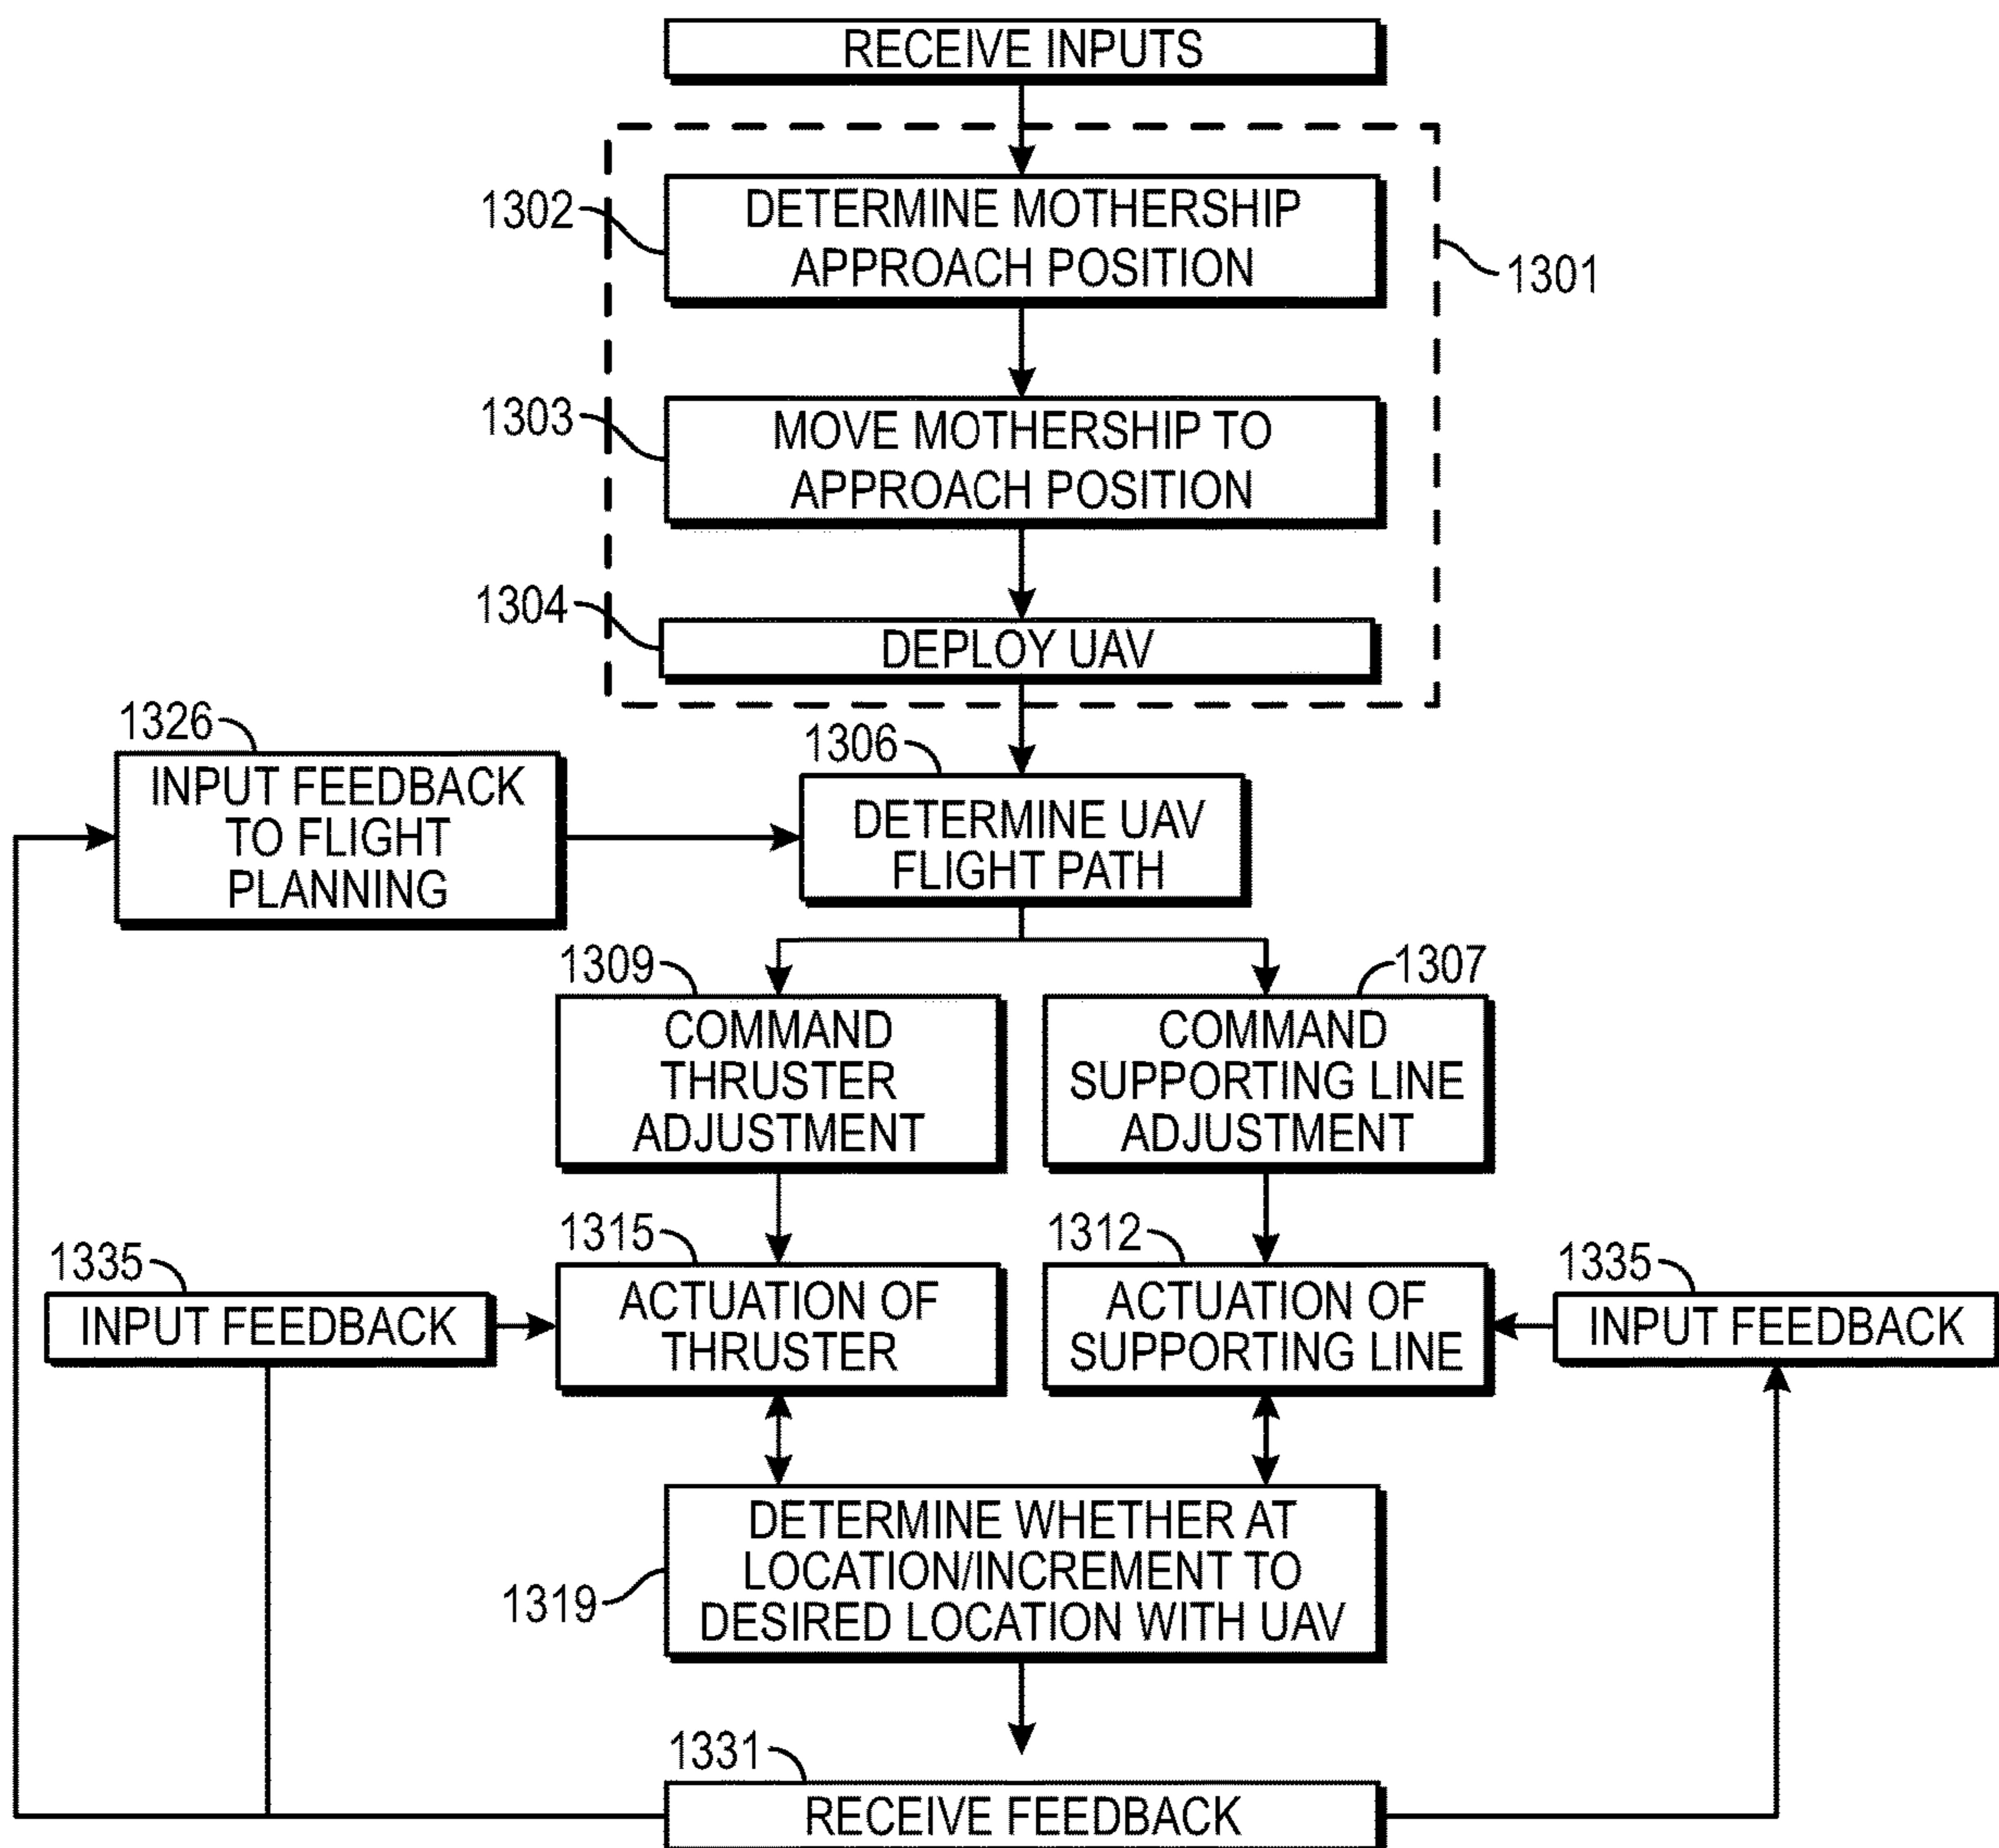 RECEIVE INPUTS
1302
DETERMINE MOTHERSHIP
APPROACH POSITION
1301
1303
MOVE MOTHERSHIP TO
APPROACH POSITION
1304
DEPLOY UAV
1326
INPUT FEEDBACK
TO FLIGHT
PLANNING
1306
DETERMINE UAV
FLIGHT PATH
1309
COMMAND
THRUSTER
ADJUSTMENT
1307
COMMAND
SUPPORTING LINE
ADJUSTMENT
1335
INPUT FEEDBACK
1315
ACTUATION OF
THRUSTER
1312
ACTUATION OF
SUPPORTING LINE
1335
INPUT FEEDBACK
1319
DETERMINE WHETHER AT
LOCATION/INCREMENT TO
DESIRED LOCATION WITH UAV
1331
RECEIVE FEEDBACK